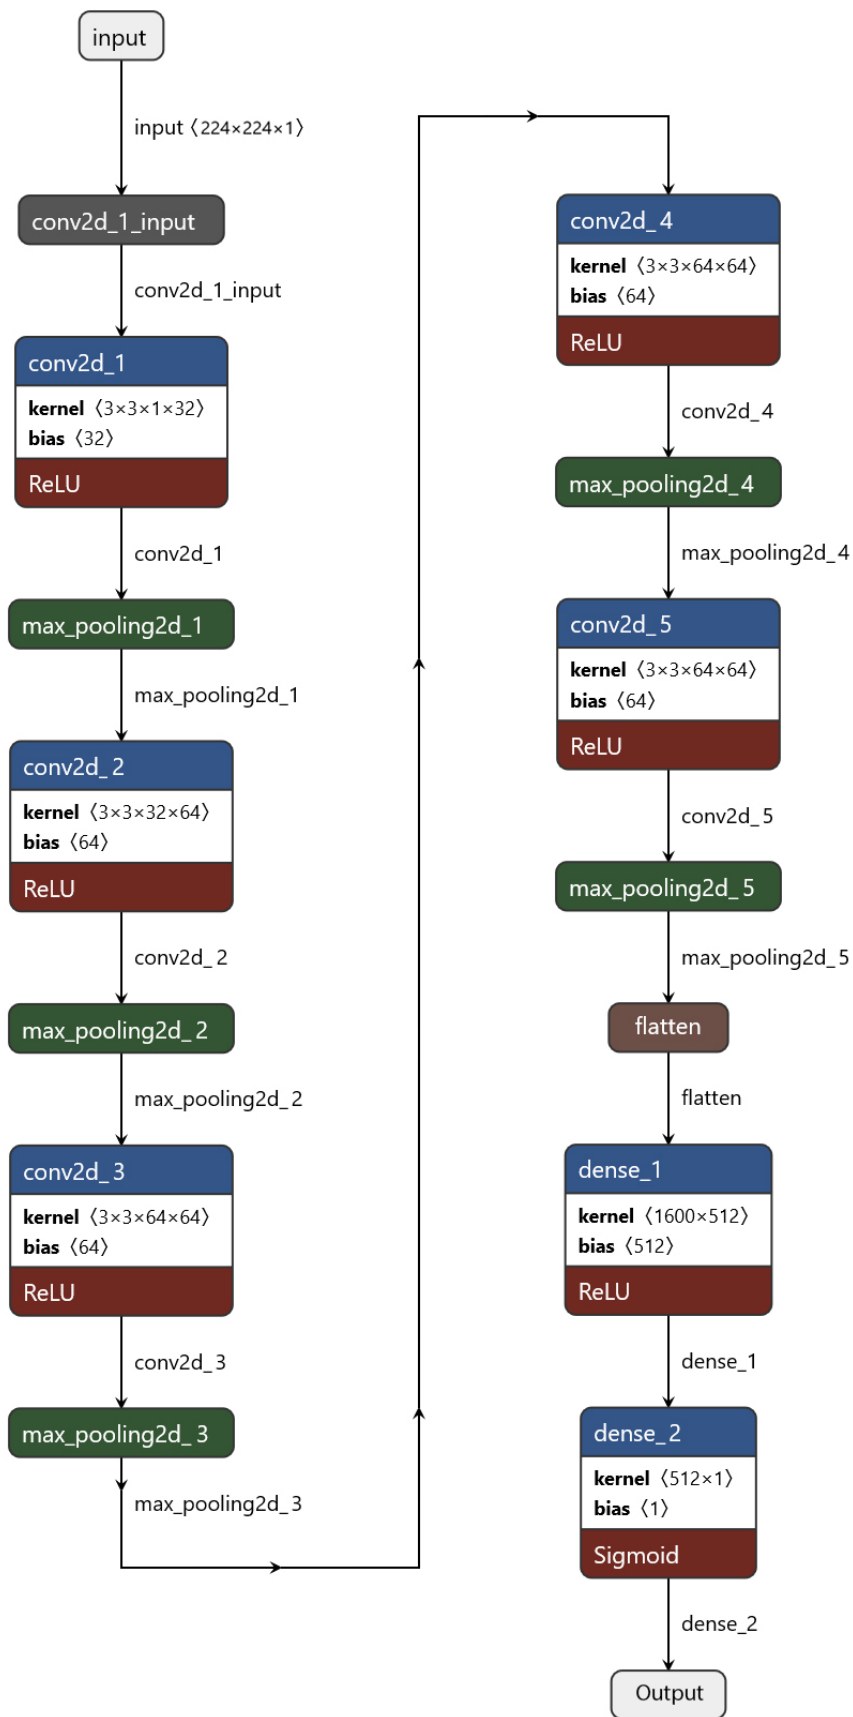 input
input〈224×224×1〉
conv2d_1_input
conv2d_1_input
conv2d_1
kernel〈3×3×1×32〉
bias〈32〉
ReLU
conv2d_1
max_pooling2d_1
max_pooling2d_1
conv2d_2
kernel〈3×3×32×64〉
bias〈64〉
ReLU
conv2d_2
max_pooling2d_2
max_pooling2d_2
conv2d_3
kernel〈3×3×64×64〉
bias〈64〉
ReLU
conv2d_3
max_pooling2d_3
max_pooling2d_3
conv2d_4
kernel〈3×3×64×64〉
bias〈64〉
ReLU
conv2d_4
max_pooling2d_4
max_pooling2d_4
conv2d_5
kernel〈3×3×64×64〉
bias〈64〉
ReLU
conv2d_5
max_pooling2d_5
max_pooling2d_5
flatten
flatten
dense_1
kernel〈1600×512〉
bias〈512〉
ReLU
dense_1
dense_2
kernel〈512×1〉
bias〈1〉
Sigmoid
dense_2
Output